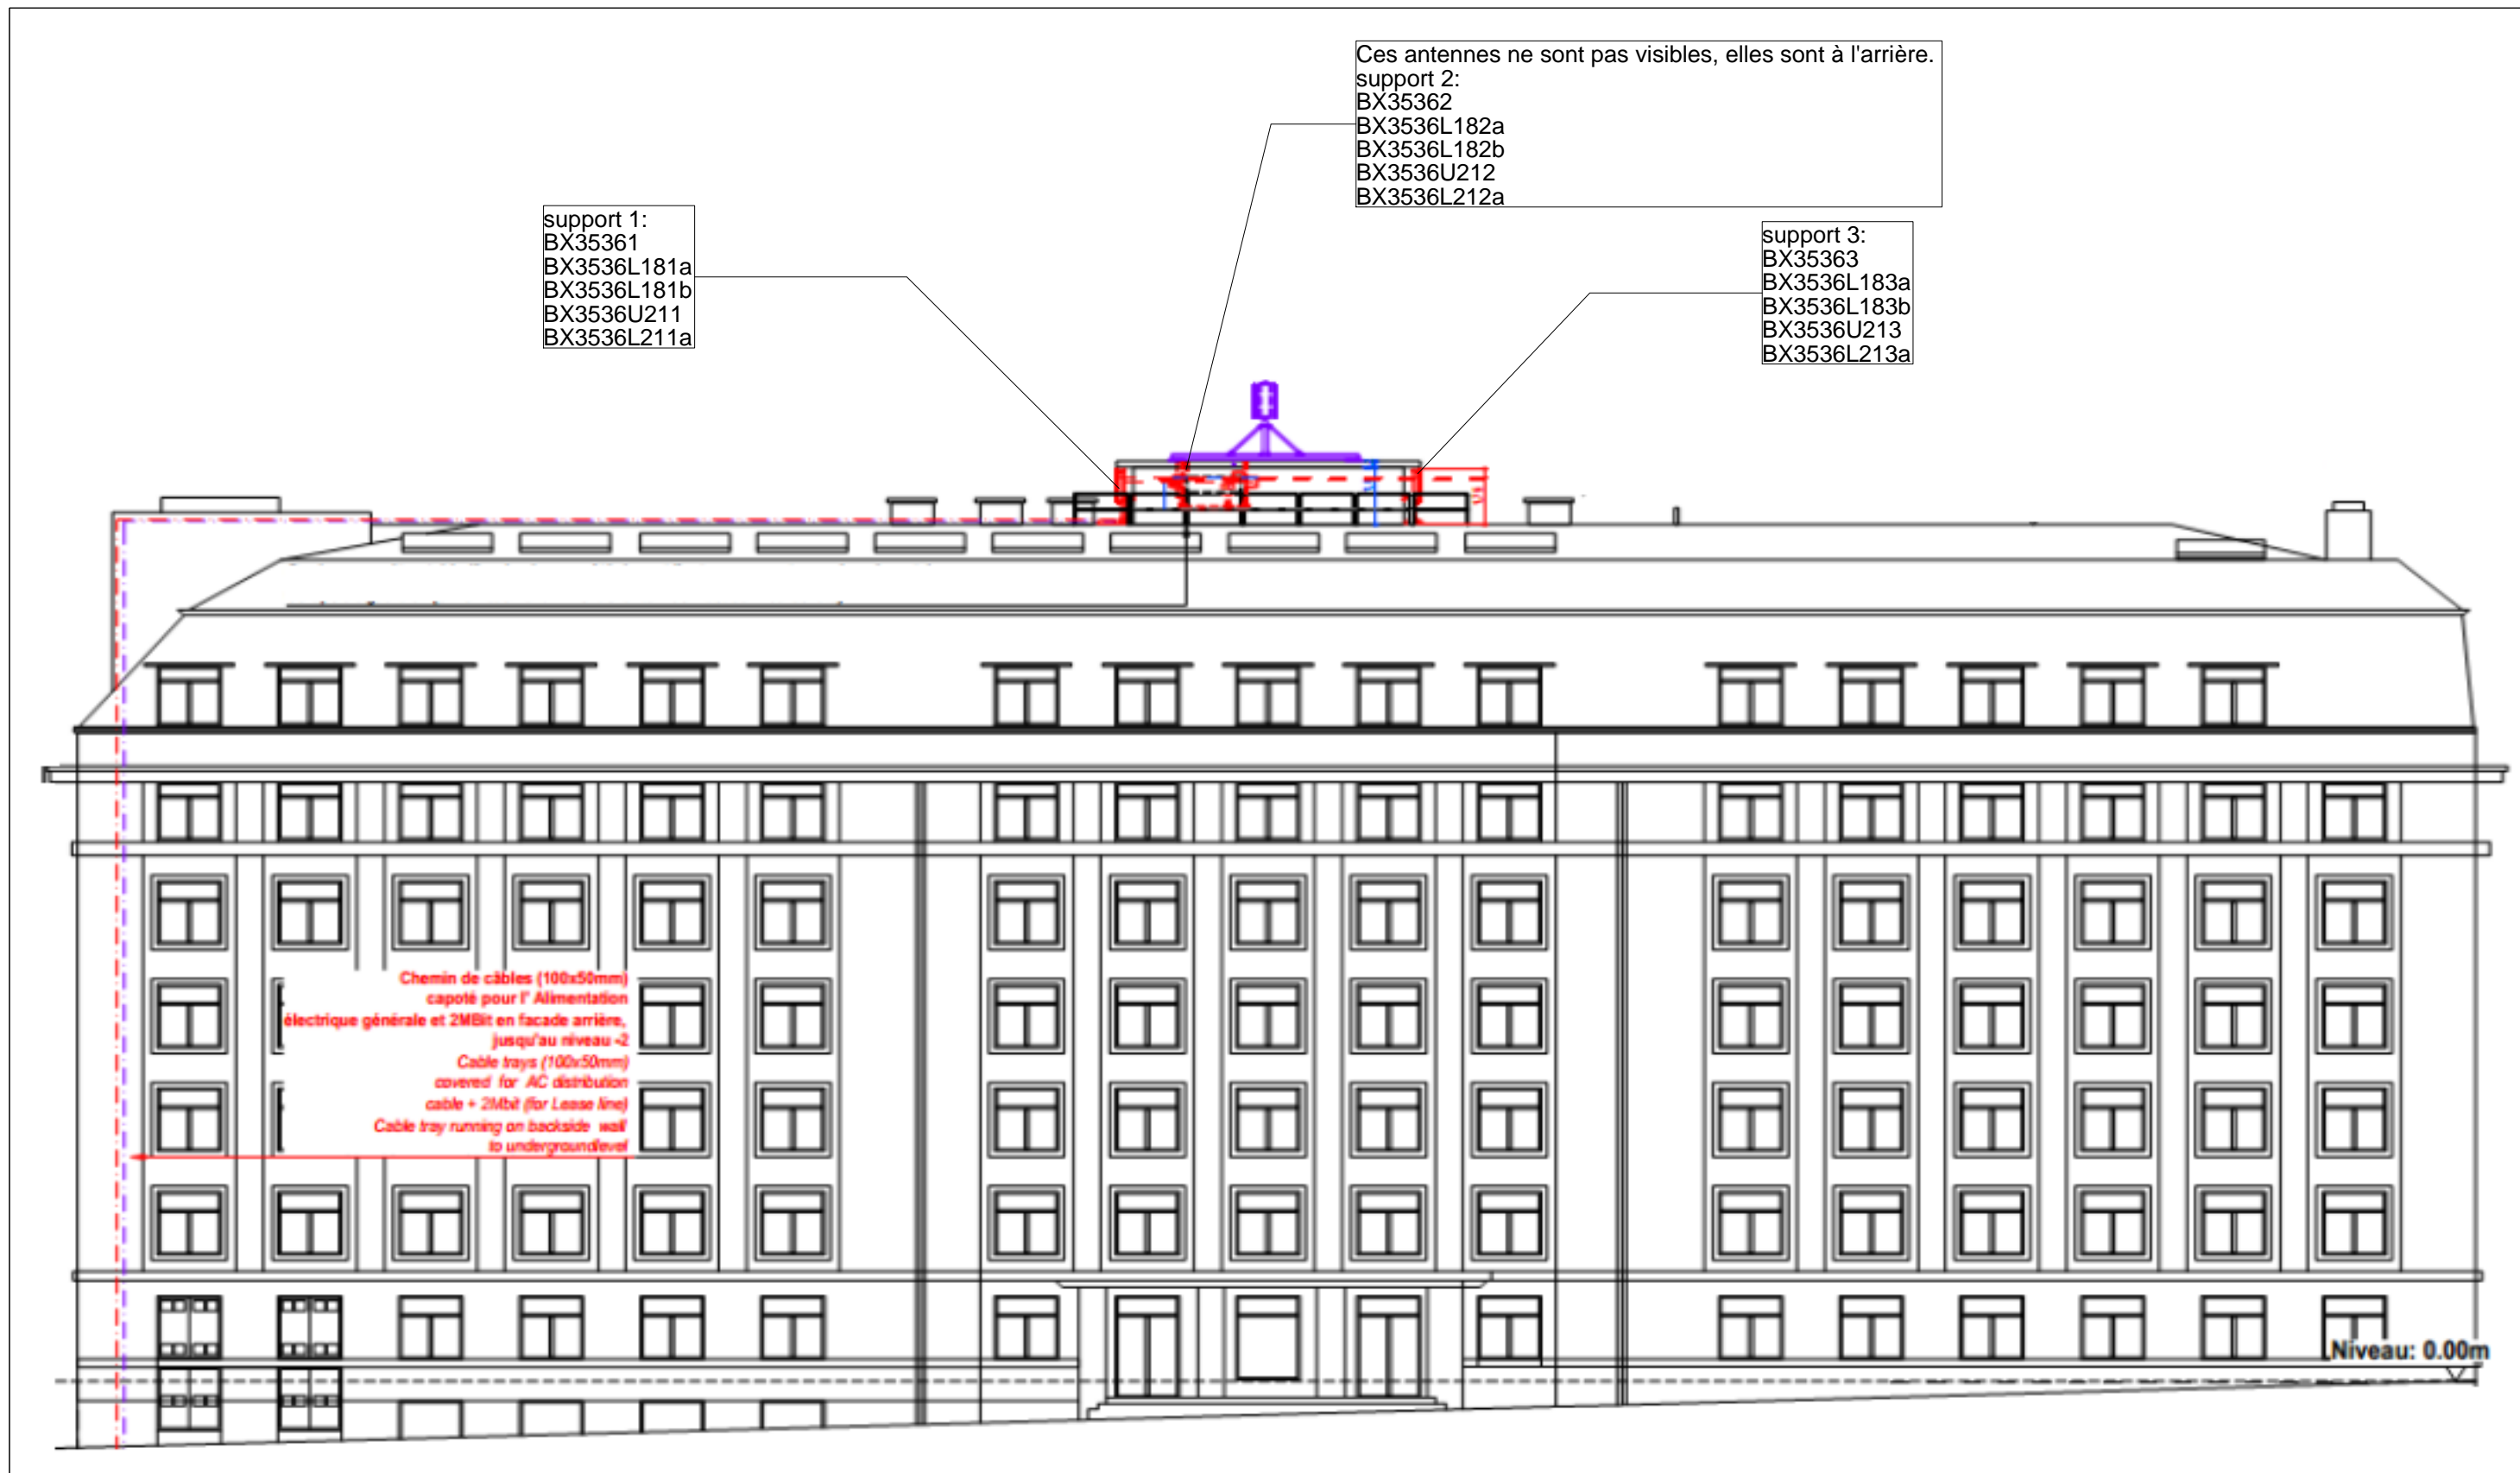 Ces antennes ne sont pas visibles, elles sont à l'arrière.
support 2:
BX35362
BX3536L182a
BX3536L182b
BX3536U212
BX3536L212a
support 1:
BX35361
BX3536L181a
BX3536L181b
BX3536U211
BX3536L211a
support 3:
BX35363
BX3536L183a
BX3536L183b
BX3536U213
BX3536L213a
Chemin de câbles (100x50mm)
capoté pour l' Alimentation
électrique générale et 2MBit en facade arrière,
jusqu'au niveau -2
Cable trays (100x50mm)
covered for AC distribution
cable + 2Mbit (for Lease line)
Cable tray running on backside wall
to undergroundlevel
Niveau: 0.00m